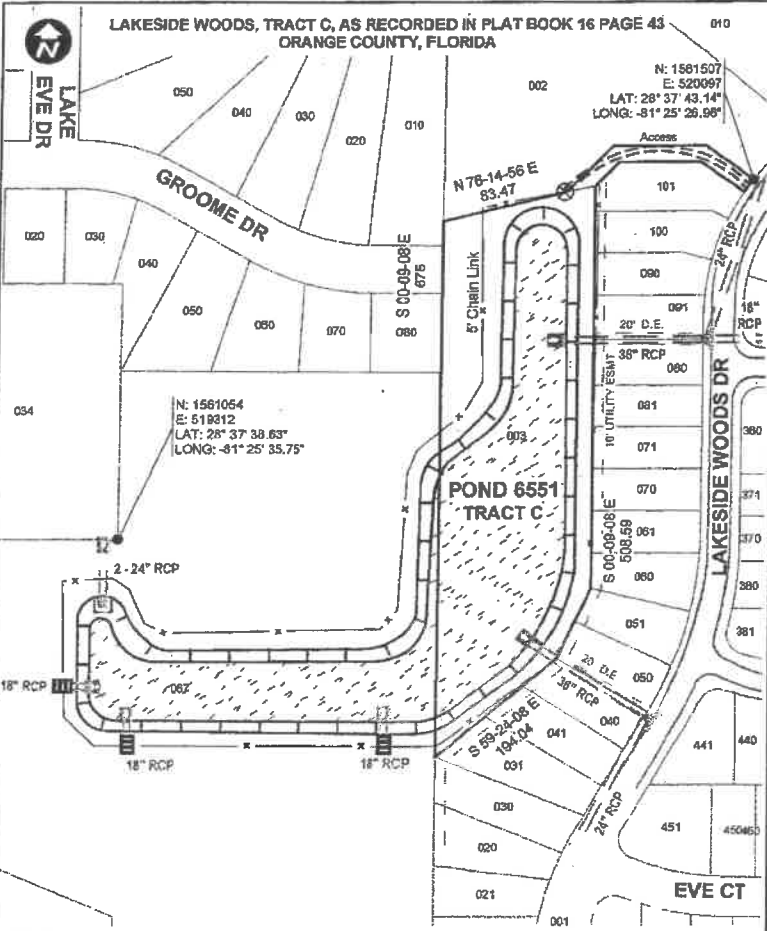 LAKESIDE WOODS, TRACT C, AS RECORDED IN PLAT BOOK 16 PAGE 43
ORANGE COUNTY, FLORIDA
010
N
LAKE
EVE DR
050
040
030
020
010
002
N: 1561507
E: 520097
LAT: 28° 37' 43.14"
LONG: -81° 25' 26.96"
Access
N 76-14-56 E
83.47
101
GROOME DR
100
24" RCP
020
030
040
050
060
070
080
S 00-09-08 E
675
5' Chain Link
090
091
18"
RCP
20' D.E.
36" RCP
080
10' UTILITY ESMT
081
034
N: 1561054
E: 519312
LAT: 28° 37' 38.63"
LONG: -81° 25' 35.75"
003
071
LAKESIDE WOODS DR
360
POND 6551
TRACT C
070
371
S 00-09-08 E
508.59
061
370
060
380
2 - 24" RCP
051
381
20' D.E
050
36" RCP
18" RCP
067
040
S 59-24-08 E
194.04
041
441
440
18" RCP
18" RCP
031
030
24" RCP
451
020
021
EVE CT
001